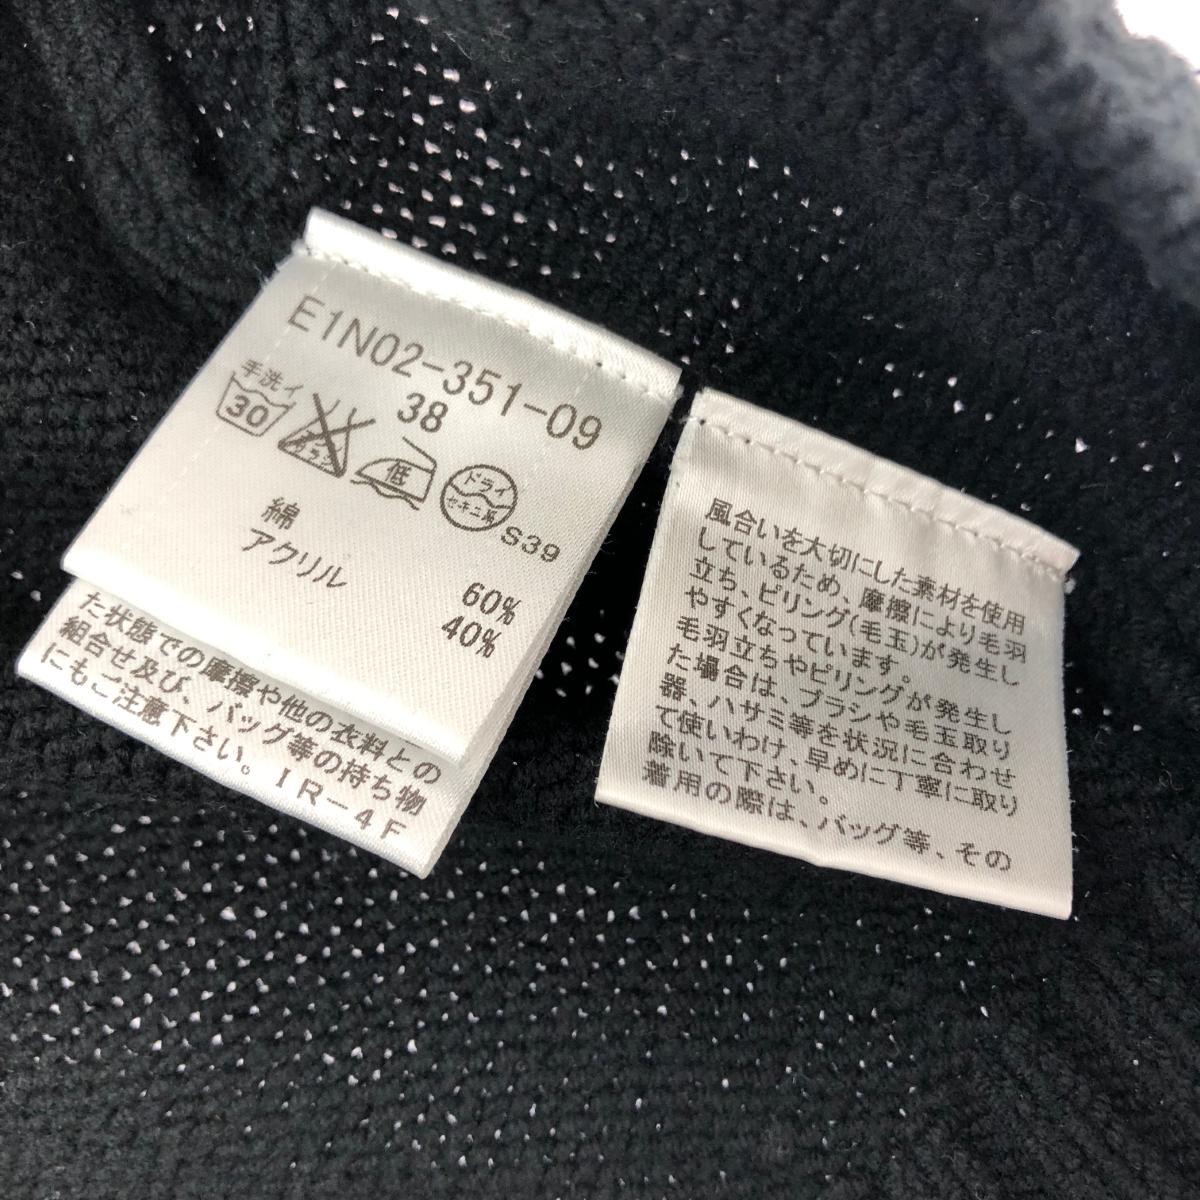 E1N02-351-09
38
手洗イ
30
エンソサラシ
低
ドライ
セキユ系
S39
綿 60%
アクリル 40%
た状態での摩擦や他の衣料との
組合せ及び、バッグ等の持ち物
にもご注意下さい。IR-4F
風合いを大切にした素材を使用
しているため、摩擦により毛羽
立ち、ピリング(毛玉)が発生し
やすくなっています。
毛羽立ちやピリングが発生し
た場合は、ブラシや毛玉取り
器、ハサミ等を状況に合わせ
て使いわけ、早めに丁寧に取り
除いて下さい。
着用の際は、バッグ等、その